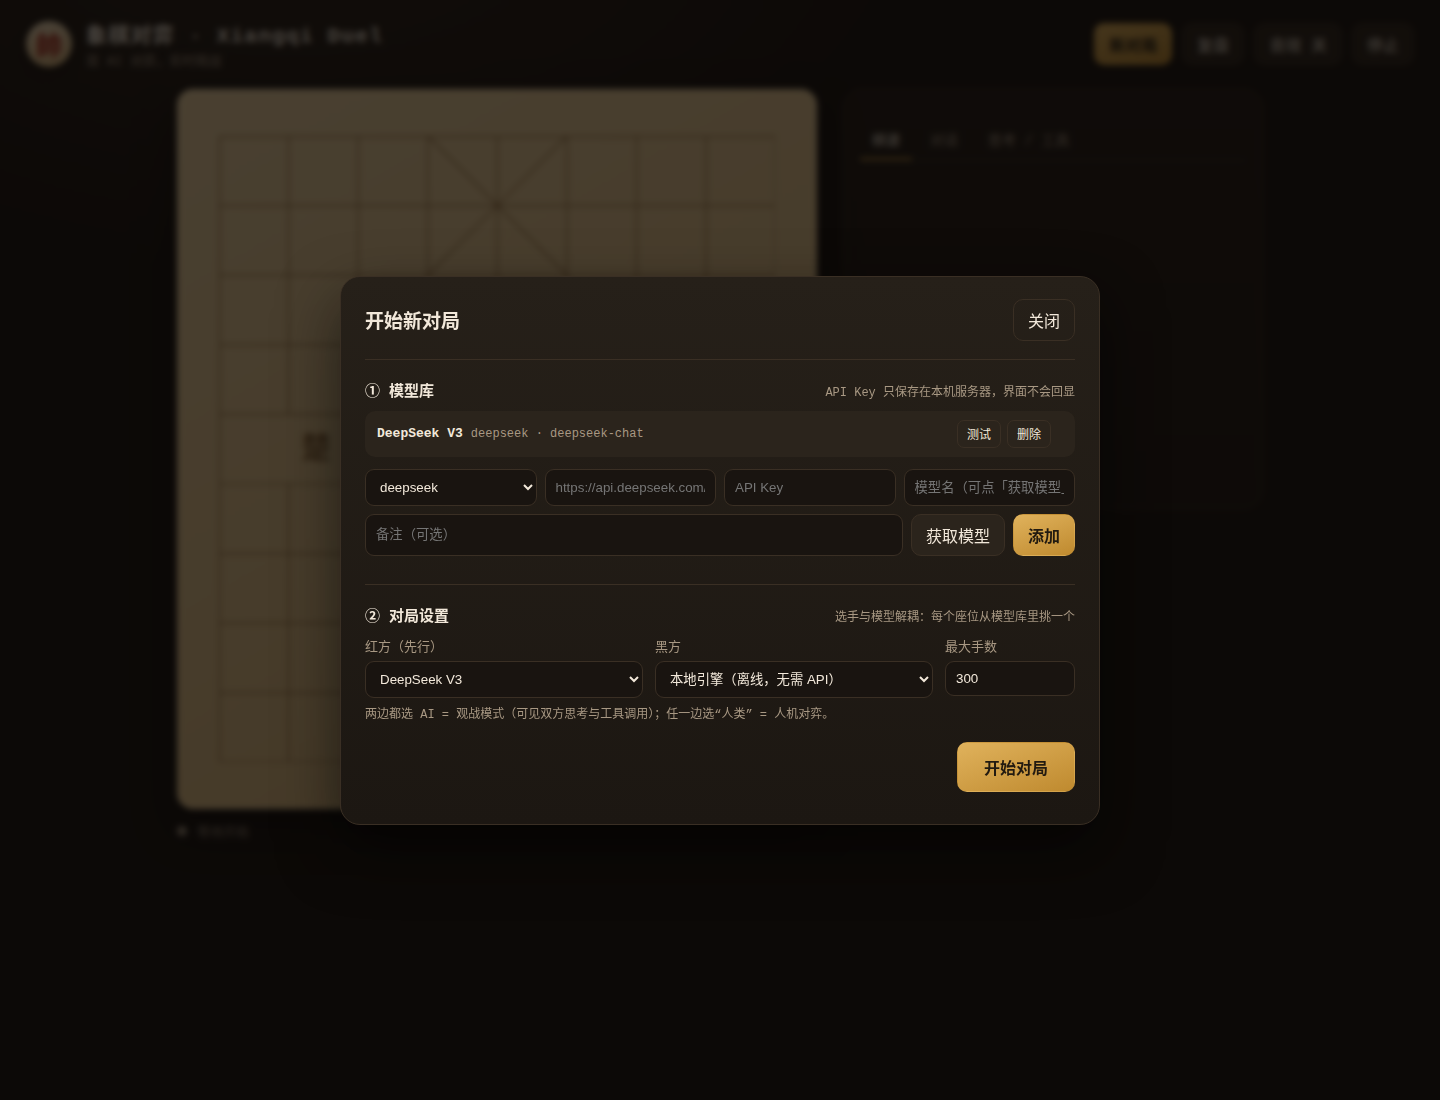 象棋对弈 · Xiangqi Duel
开始新对局
关闭
① 模型库
API Key 只保存在本机服务器，界面不会回显
DeepSeek V3 deepseek · deepseek-chat
测试
删除
deepseek
https://api.deepseek.com/
API Key
模型名（可点「获取模型
备注（可选）
获取模型
添加
② 对局设置
选手与模型解耦：每个座位从模型库里挑一个
红方（先行）
黑方
最大手数
DeepSeek V3
本地引擎（离线，无需 API）
300
两边都选 AI = 观战模式（可见双方思考与工具调用）；任一边选“人类” = 人机对弈。
开始对局